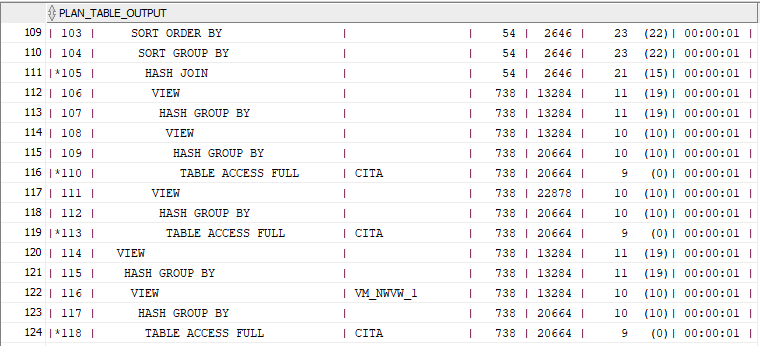 PLAN_TABLE_OUTPUT
109 | 103 | SORT ORDER BY | | 54 | 2646 | 23 (22)| 00:00:01 |
110 | 104 | SORT GROUP BY | | 54 | 2646 | 23 (22)| 00:00:01 |
111 |*105 | HASH JOIN | | 54 | 2646 | 21 (15)| 00:00:01 |
112 | 106 | VIEW | | 738 | 13284 | 11 (19)| 00:00:01 |
113 | 107 | HASH GROUP BY | | 738 | 13284 | 11 (19)| 00:00:01 |
114 | 108 | VIEW | | 738 | 13284 | 10 (10)| 00:00:01 |
115 | 109 | HASH GROUP BY | | 738 | 20664 | 10 (10)| 00:00:01 |
116 |*110 | TABLE ACCESS FULL | CITA | 738 | 20664 | 9 (0)| 00:00:01 |
117 | 111 | VIEW | | 738 | 22878 | 10 (10)| 00:00:01 |
118 | 112 | HASH GROUP BY | | 738 | 20664 | 10 (10)| 00:00:01 |
119 |*113 | TABLE ACCESS FULL | CITA | 738 | 20664 | 9 (0)| 00:00:01 |
120 | 114 | VIEW | | 738 | 13284 | 11 (19)| 00:00:01 |
121 | 115 | HASH GROUP BY | | 738 | 13284 | 11 (19)| 00:00:01 |
122 | 116 | VIEW | VM_NWVW_1 | 738 | 13284 | 10 (10)| 00:00:01 |
123 | 117 | HASH GROUP BY | | 738 | 20664 | 10 (10)| 00:00:01 |
124 |*118 | TABLE ACCESS FULL | CITA | 738 | 20664 | 9 (0)| 00:00:01 |